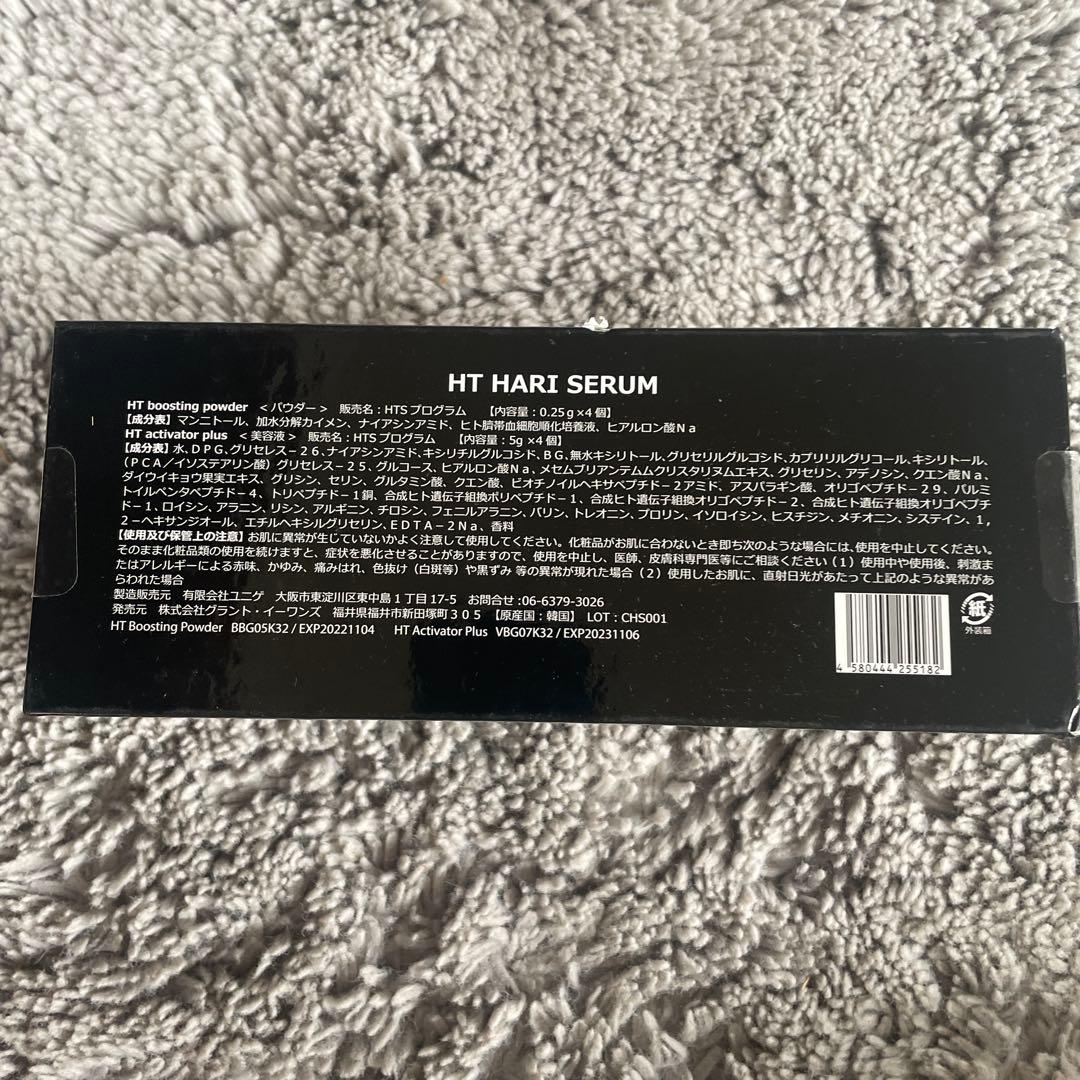 HT HARI SERUM
HT boosting powder ＜パウダー＞ 販売名：HTSプログラム 【内容量：0.25ｇ×4個】
【成分表】マンニトール、加水分解カイメン、ナイアシンアミド、ヒト臍帯血細胞順化培養液、ヒアルロン酸Ｎａ
HT activator plus ＜美容液＞ 販売名：HTSプログラム 【内容量：5g ×4個】
【成分表】水、ＤＰＧ、グリセレス－２６、ナイアシンアミド、キシリチルグルコシド、ＢＧ、無水キシリトール、グリセリルグルコシド、カプリリルグリコール、キシリトール、
（ＰＣＡ／イソステアリン酸）グリセレス－25、グルコース、ヒアルロン酸Ｎａ、メセムブリアンテムムクリスタリヌムエキス、グリセリン、アデノシン、クエン酸Ｎａ、
ダイウイキョウ果実エキス、グリシン、セリン、グルタミン酸、クエン酸、ビオチノイルヘキサペプチド－２アミド、アスパラギン酸、オリゴペプチド－29、パルミ
トイルペンタペプチド－４、トリペプチド－１銅、合成ヒト遺伝子組換ポリペプチド－１、合成ヒト遺伝子組換オリゴペプチド－２、合成ヒト遺伝子組換オリゴペプチ
ド－１、ロイシン、アラニン、リシン、アルギニン、チロシン、フェニルアラニン、バリン、トレオニン、プロリン、イソロイシン、ヒスチジン、メチオニン、システイン、１，
２－ヘキサンジオール、エチルヘキシルグリセリン、ＥＤＴＡ－２Ｎａ、香料
【使用及び保管上の注意】お肌に異常が生じていないかよく注意して使用してください。化粧品がお肌に合わないとき即ち次のような場合には、使用を中止してください。
そのまま化粧品類の使用を続けますと、症状を悪化させることがありますので、使用を中止し、医師、皮膚科専門医等にご相談ください（１）使用中や使用後、刺激ま
たはアレルギーによる赤味、かゆみ、痛みはれ、色抜け（白斑等）や黒ずみ 等の異常が現れた場合（２）使用したお肌に、直射日光があたって上記のような異常があ
らわれた場合
製造販売元 有限会社ユニゲ 大阪市東淀川区東中島１丁目17-5 お問合せ:06-6379-3026
発売元 株式会社グラント・イーワンズ 福井県福井市新田塚町３０５ 【原産国：韓国】 LOT：CHS001
HT Boosting Powder BBG05K32 / EXP20221104 HT Activator Plus VBG07K32 / EXP20231106
4 580444 255182
紙
外装箱